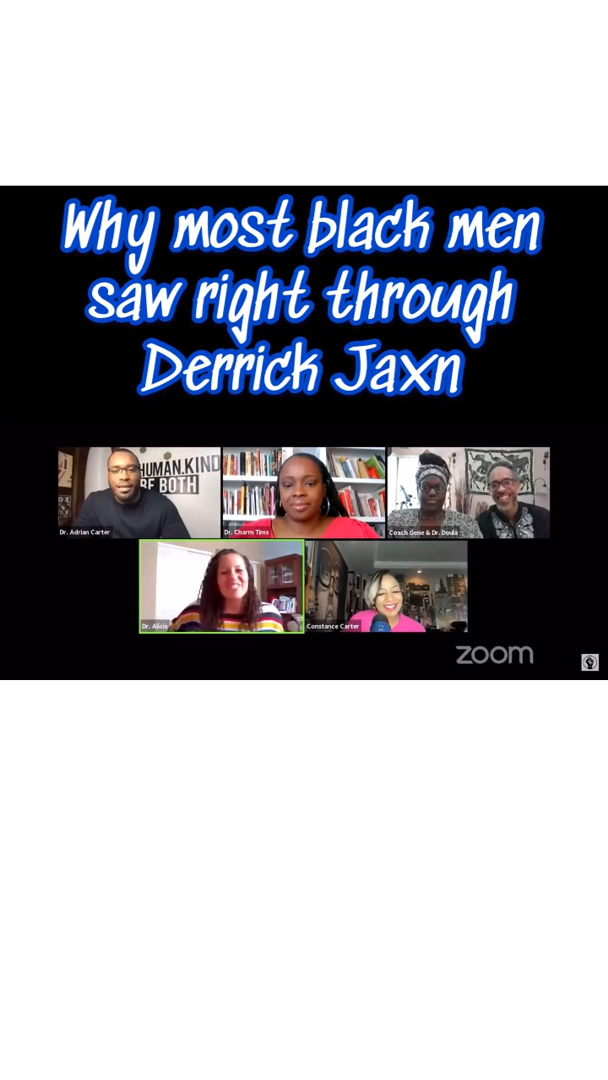 Why most black men
saw right through
Derrick Jaxn
HUMAN.KIND
BE BOTH
Dr. Adrian Carter
Dr. Charm Tims
Coach Gene & Dr. Doula
Dr. Alicia
Constance Carter
zoom